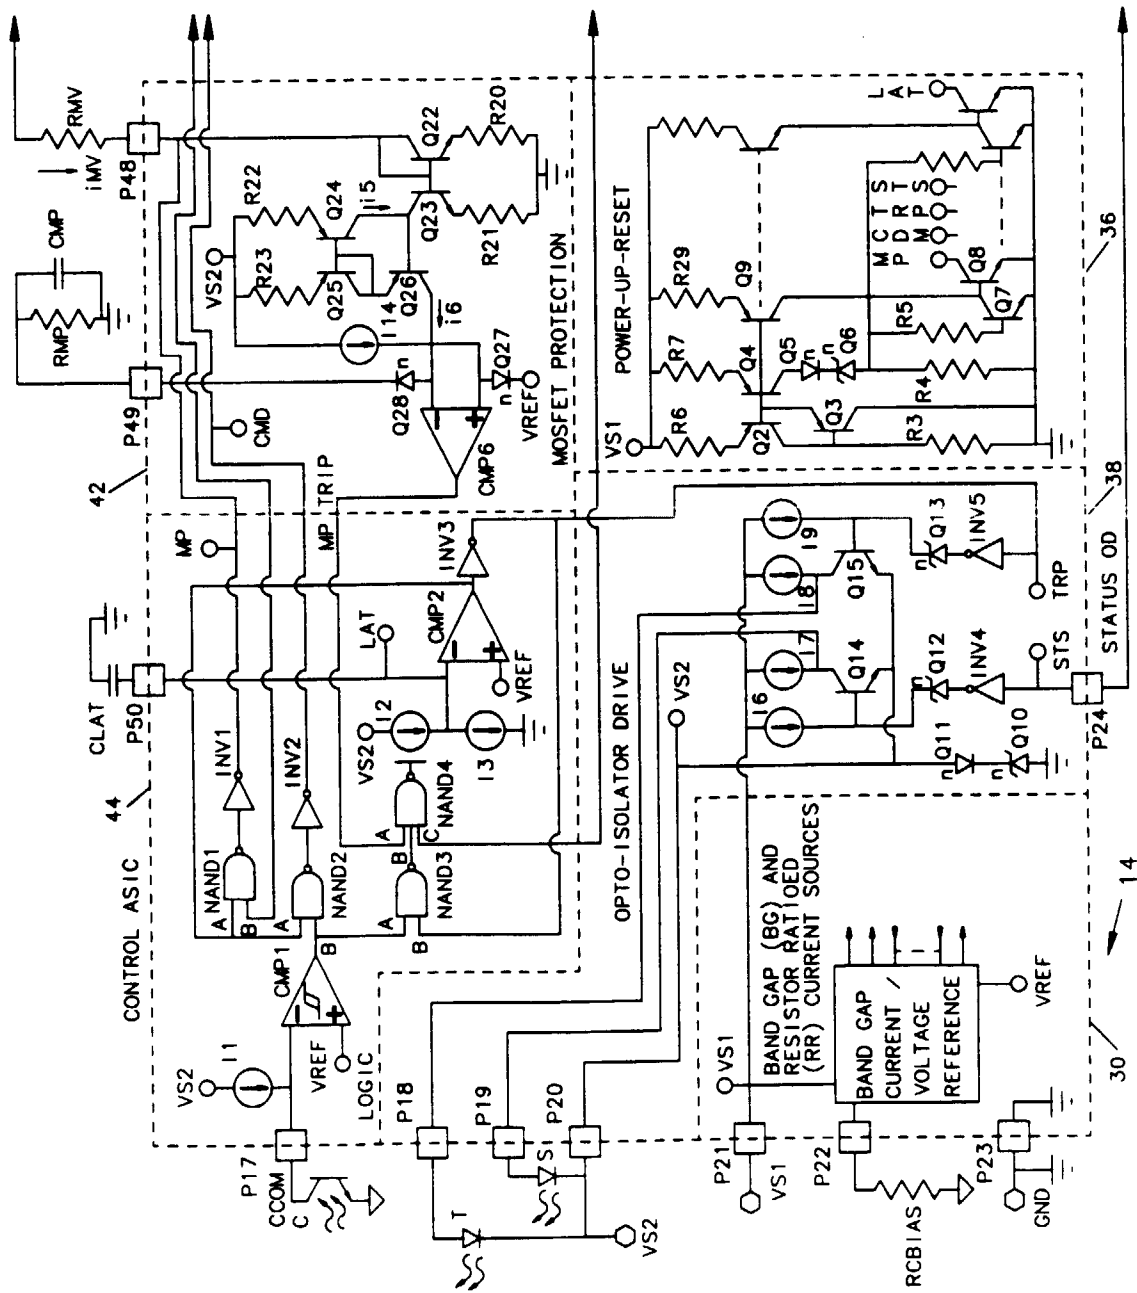 CONTROL ASIC
44
42
CLAT
P50
P49
P48
RMP
CMP
RMV
iMV
MP
CMD
INV1
INV2
NAND1
A
B
NAND2
A
B
NAND3
A
B
NAND4
A
B
C
CMP1
VREF
VS2
I1
P17
CCOM
C
LOGIC
MP TRIP
LAT
VS2
I2
I3
CMP2
VREF
INV3
VS2
R22
R23
Q24
Q25
Q26
I14
i5
i6
Q23
Q22
R20
R21
Q28
n
n
Q27
VREF
CMP6
MOSFET PROTECTION
OPTO-ISOLATOR DRIVE
P18
P19
P20
T
S
VS2
VS2
I6
I7
I8
I9
Q14
Q15
n
Q11
n
Q10
n
Q12
INV4
n
Q13
INV5
TRP
STS
P24
STATUS OD
38
POWER-UP-RESET
VS1
R6
R7
R29
Q2
Q4
Q9
Q5
n
n
Q6
Q3
R3
R4
R5
Q7
Q8
MP
CD
TRP
STS
M
LAT
36
BAND GAP (BG) AND
RESISTOR RATIOED
(RR) CURRENT SOURCES
VS1
BAND GAP
CURRENT /
VOLTAGE
REFERENCE
VREF
P21
VS1
P22
RCBIAS
P23
GND
30
14